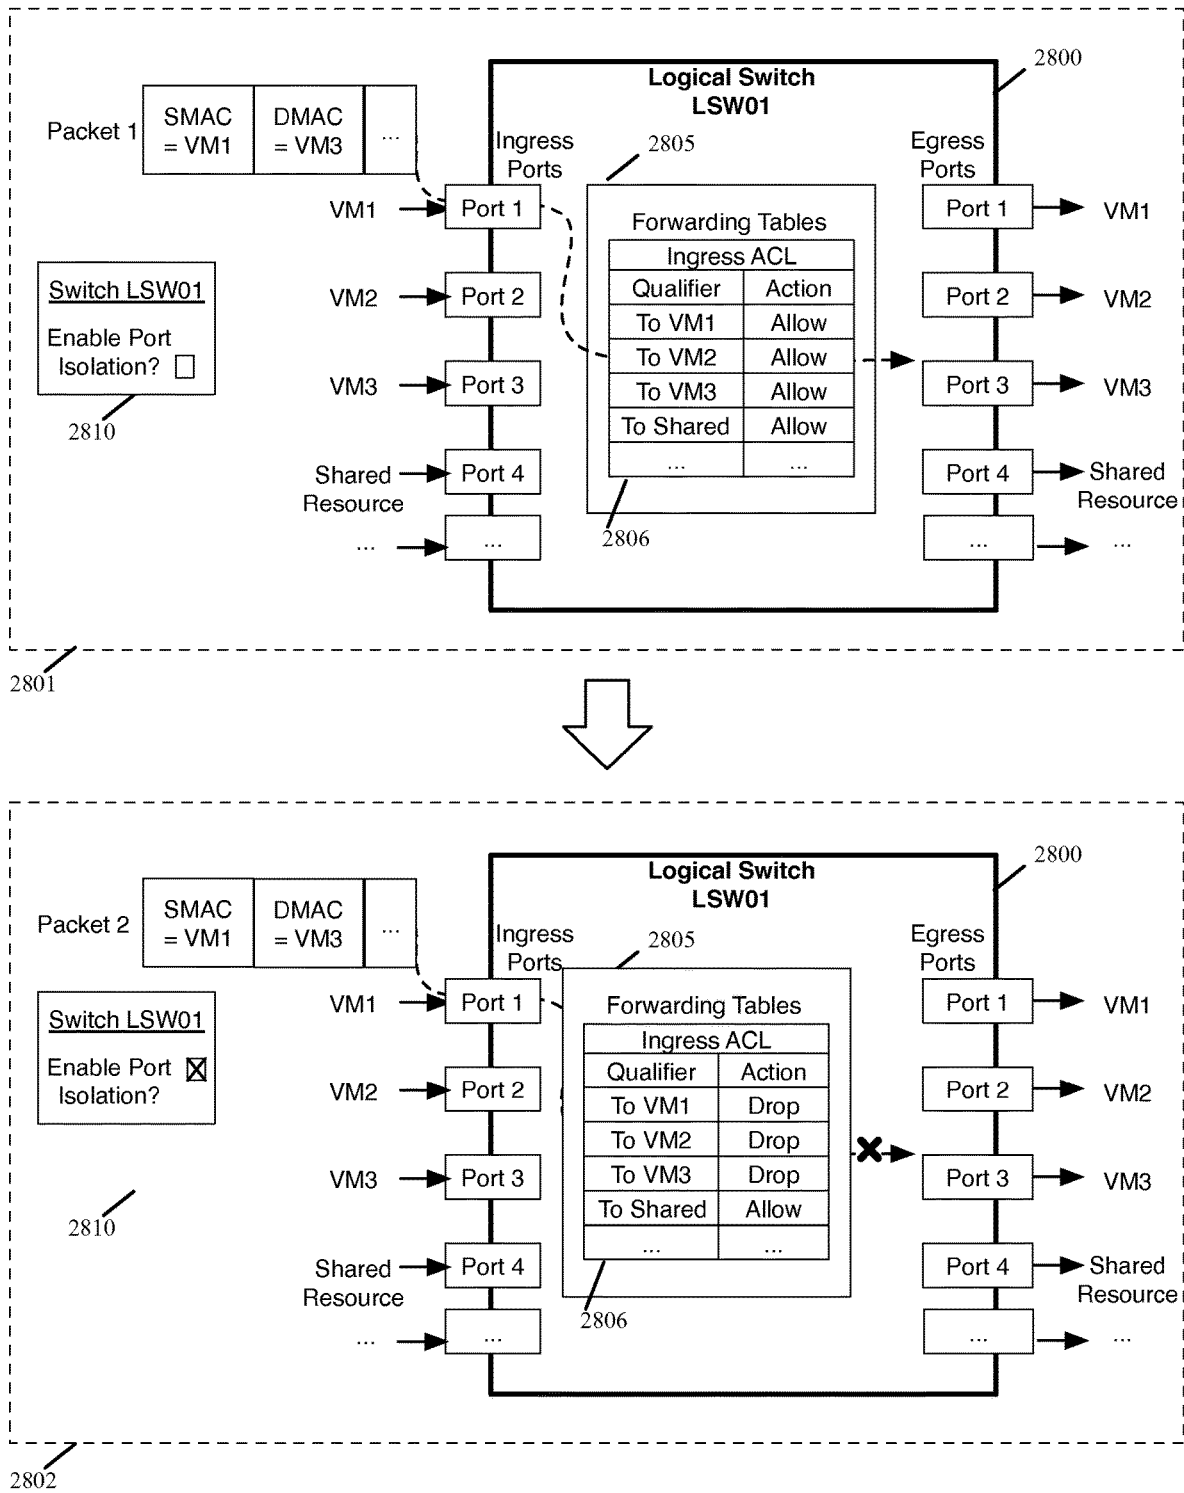 Logical Switch
LSW01
2800
Packet 1
SMAC
= VM1
DMAC
= VM3
...
Ingress
Ports
2805
Egress
Ports
VM1
Port 1
Forwarding Tables
Port 1
VM1
Ingress ACL
Switch LSW01
Enable Port
Isolation?
2810
VM2
Port 2
Qualifier
Action
Port 2
VM2
To VM1
Allow
To VM2
Allow
VM3
Port 3
To VM3
Allow
Port 3
VM3
To Shared
Allow
...
...
Shared
Resource
Port 4
Port 4
Shared
Resource
2806
...
...
...
...
2801
Logical Switch
LSW01
2800
Packet 2
SMAC
= VM1
DMAC
= VM3
...
Ingress
Ports
2805
Egress
Ports
VM1
Port 1
Forwarding Tables
Port 1
VM1
Ingress ACL
Switch LSW01
Enable Port
Isolation?
2810
VM2
Port 2
Qualifier
Action
Port 2
VM2
To VM1
Drop
To VM2
Drop
VM3
Port 3
To VM3
Drop
Port 3
VM3
To Shared
Allow
...
...
Shared
Resource
Port 4
Port 4
Shared
Resource
2806
...
...
...
...
2802